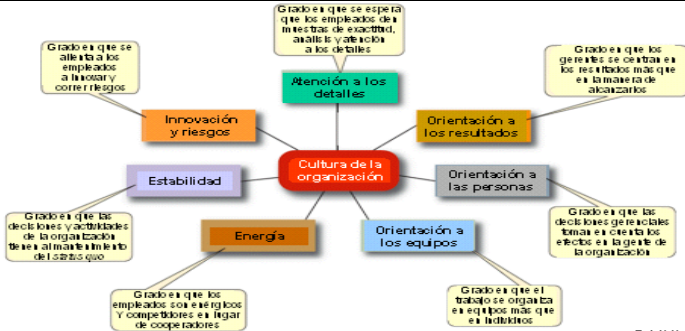 Grado en que se espera
que los empleados den
muestras de exactitud,
análisis y atención
a los detalles
Grado en que se
alienta a los
empleados
a innovar y
correr riesgos
Grado en que los
gerentes se centran en
los resultados más que
en la manera de
alcanzarlos
Atención a los
detalles
Innovación
y riesgos
Orientación a
los resultados
Cultura de la
organización
Estabilidad
Orientación a
las personas
Energía
Orientación a
los equipos
Grado en que las
decisiones y actividades
de la organización
tienen al mantenimiento
del status quo
Grado en que las
decisiones gerenciales
toman en cuenta los
efectos en la gente de
la organización
Grado en que los
empleados son enérgicos
Y competidores en lugar
de cooperadores
Grado en que el
trabajo se organiza
en equipos más que
en individuos